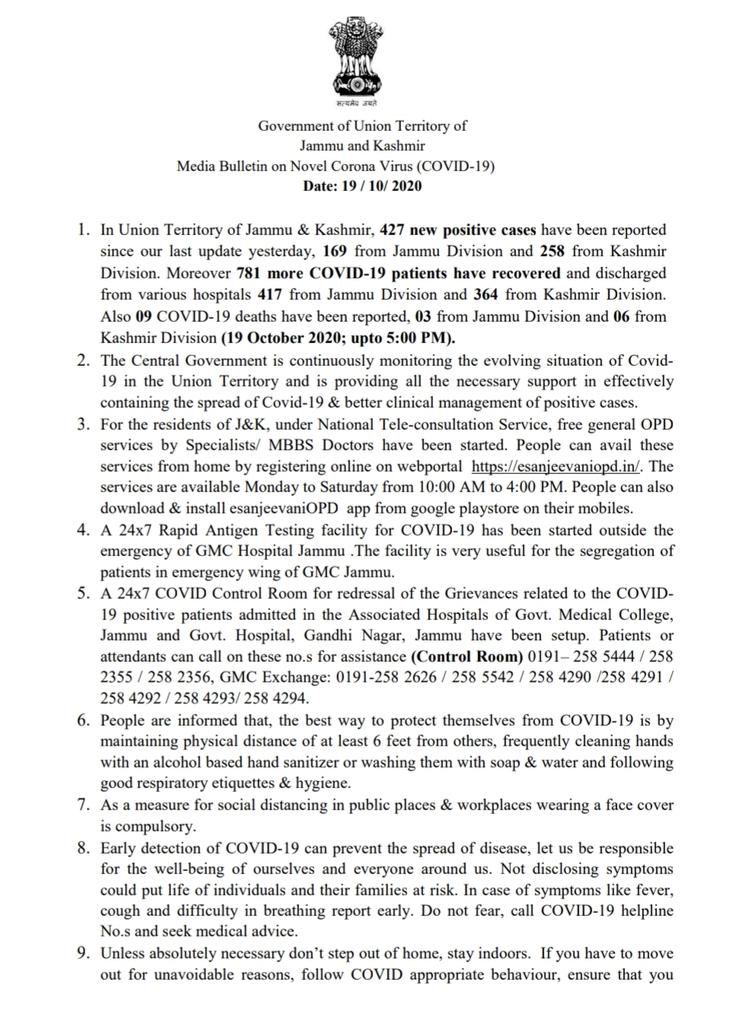 सत्यमेव जयते
Government of Union Territory of
Jammu and Kashmir
Media Bulletin on Novel Corona Virus (COVID-19)
Date: 19 / 10/ 2020
1. In Union Territory of Jammu & Kashmir, 427 new positive cases have been reported
since our last update yesterday, 169 from Jammu Division and 258 from Kashmir
Division. Moreover 781 more COVID-19 patients have recovered and discharged
from various hospitals 417 from Jammu Division and 364 from Kashmir Division.
Also 09 COVID-19 deaths have been reported, 03 from Jammu Division and 06 from
Kashmir Division (19 October 2020; upto 5:00 PM).
2. The Central Government is continuously monitoring the evolving situation of Covid-
19 in the Union Territory and is providing all the necessary support in effectively
containing the spread of Covid-19 & better clinical management of positive cases.
3. For the residents of J&K, under National Tele-consultation Service, free general OPD
services by Specialists/ MBBS Doctors have been started. People can avail these
services from home by registering online on webportal https://esanjeevaniopd.in/. The
services are available Monday to Saturday from 10:00 AM to 4:00 PM. People can also
download & install esanjeevaniOPD app from google playstore on their mobiles.
4. A 24x7 Rapid Antigen Testing facility for COVID-19 has been started outside the
emergency of GMC Hospital Jammu .The facility is very useful for the segregation of
patients in emergency wing of GMC Jammu.
5. A 24x7 COVID Control Room for redressal of the Grievances related to the COVID-
19 positive patients admitted in the Associated Hospitals of Govt. Medical College,
Jammu and Govt. Hospital, Gandhi Nagar, Jammu have been setup. Patients or
attendants can call on these no.s for assistance (Control Room) 0191– 258 5444 / 258
2355 / 258 2356, GMC Exchange: 0191-258 2626 / 258 5542 / 258 4290 /258 4291 /
258 4292 / 258 4293/ 258 4294.
6. People are informed that, the best way to protect themselves from COVID-19 is by
maintaining physical distance of at least 6 feet from others, frequently cleaning hands
with an alcohol based hand sanitizer or washing them with soap & water and following
good respiratory etiquettes & hygiene.
7. As a measure for social distancing in public places & workplaces wearing a face cover
is compulsory.
8. Early detection of COVID-19 can prevent the spread of disease, let us be responsible
for the well-being of ourselves and everyone around us. Not disclosing symptoms
could put life of individuals and their families at risk. In case of symptoms like fever,
cough and difficulty in breathing report early. Do not fear, call COVID-19 helpline
No.s and seek medical advice.
9. Unless absolutely necessary don’t step out of home, stay indoors. If you have to move
out for unavoidable reasons, follow COVID appropriate behaviour, ensure that you